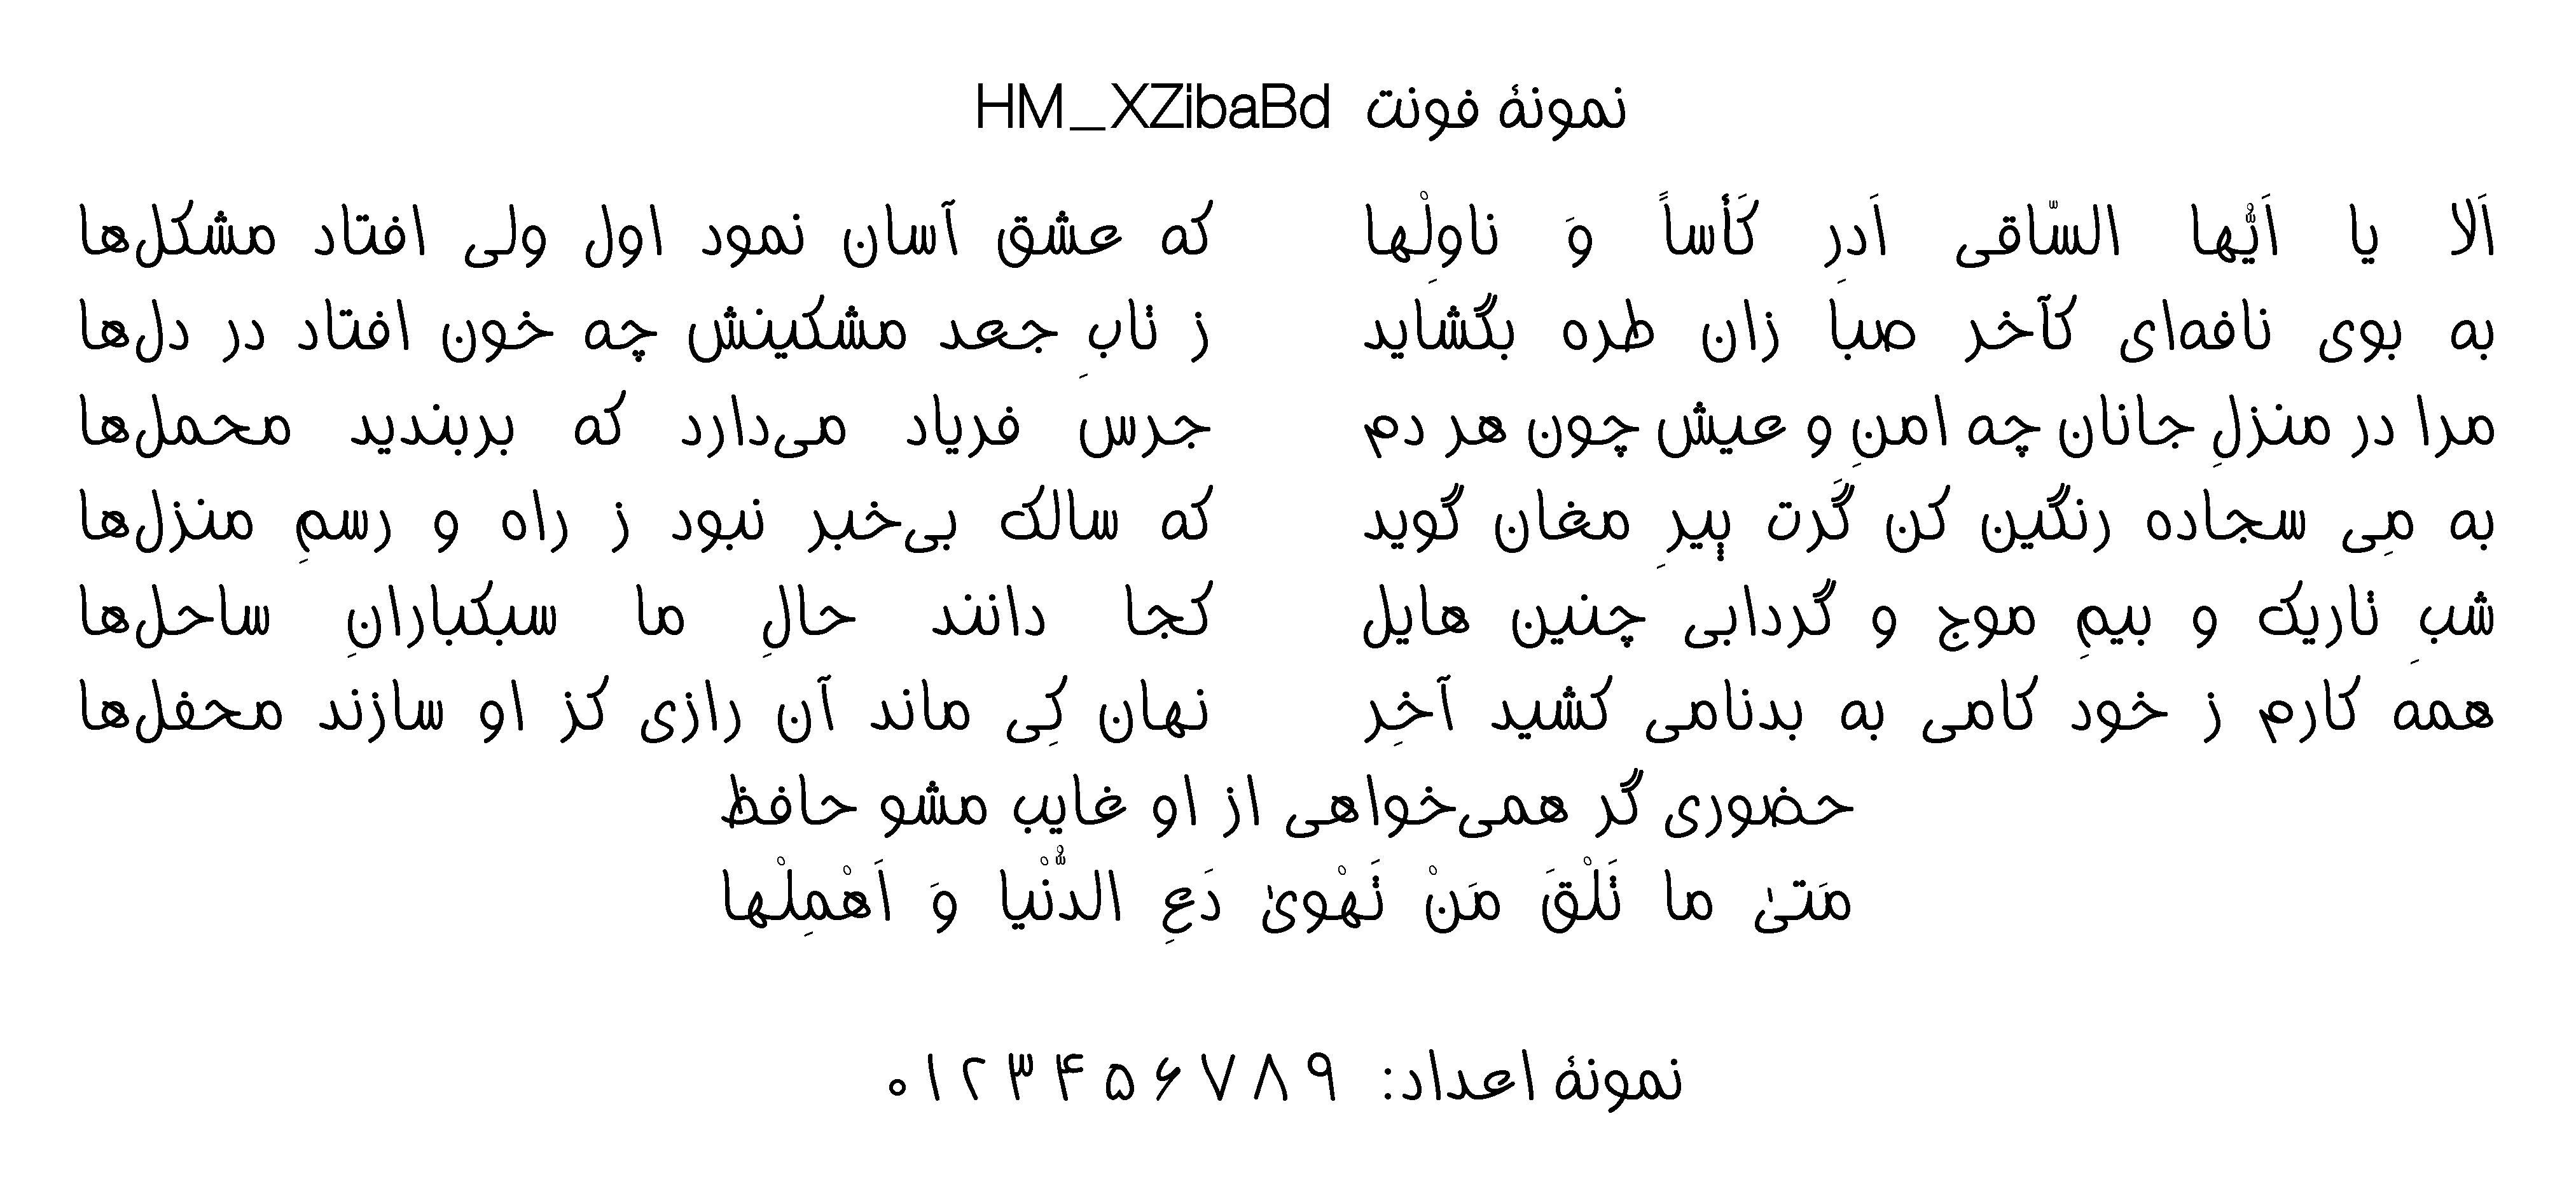 نمونهٔ فونت HM_XZibaBd
اَلا یا اَیُّها السّاقی اَدرِ کَأساً وَ ناوِلْها که عشق آسان نمود اول ولی افتاد مشکل‌ها
به بوی نافه‌ای کآخر صبا زان طره بگشاید ز تابِ جعد مشکینش چه خون افتاد در دل‌ها
مرا در منزلِ جانان چه امنِ و عیش چون هر دم جرس فریاد می‌دارد که بربندید محمل‌ها
به مِی سجاده رنگین کن گَرت پیرِ مغان گوید که سالک بی‌خبر نبود ز راه و رسمِ منزل‌ها
شبِ تاریک و بیمِ موج و گردابی چنین هایل کجا دانند حالِ ما سبکبارانِ ساحل‌ها
همه کارم ز خود کامی به بدنامی کشید آخِر نهان کِی ماند آن رازی کز او سازند محفل‌ها
حضوری گر همی‌خواهی از او غایب مشو حافظ
مَتیٰ ما تَلْقَ مَنْ تَهْویٰ دَعِ الدُّنْیا وَ اَهْمِلْها
نمونهٔ اعداد: ۰۱۲۳۴۵۶۷۸۹